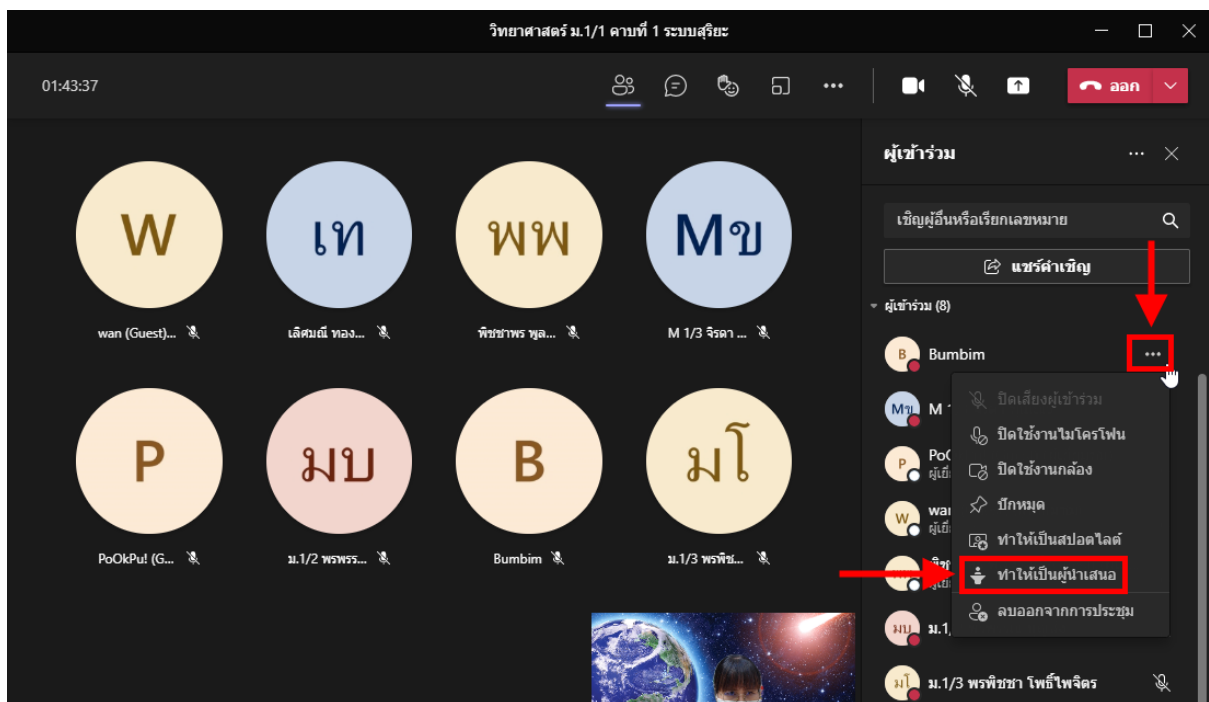 วิทยาศาสตร์ ม.1/1 คาบที่ 1 ระบบสุริยะ
01:43:37
ออก
ผู้เข้าร่วม
เชิญผู้อื่นหรือเรียกเลขหมาย
แชร์คำเชิญ
ผู้เข้าร่วม (8)
W
เท
พพ
Mข
wan (Guest)...
เลิศมณี ทอง...
พิชชาพร พูล...
M 1/3 จิรดา ...
P
มบ
B
มโ
PoOkPu! (G...
ม.1/2 พรพรร...
Bumbim
ม.1/3 พรพิช...
B
Bumbim
ปิดเสียงผู้เข้าร่วม
Mข
M
ปิดใช้งานไมโครโฟน
P
ปิดใช้งานกล้อง
W
ปักหมุด
ทำให้เป็นสปอตไลต์
ทำให้เป็นผู้นำเสนอ
ลบออกจากการประชุม
มบ
ม.1
มโ
ม.1/3 พรพิชชา โพธิ์ไพจิตร